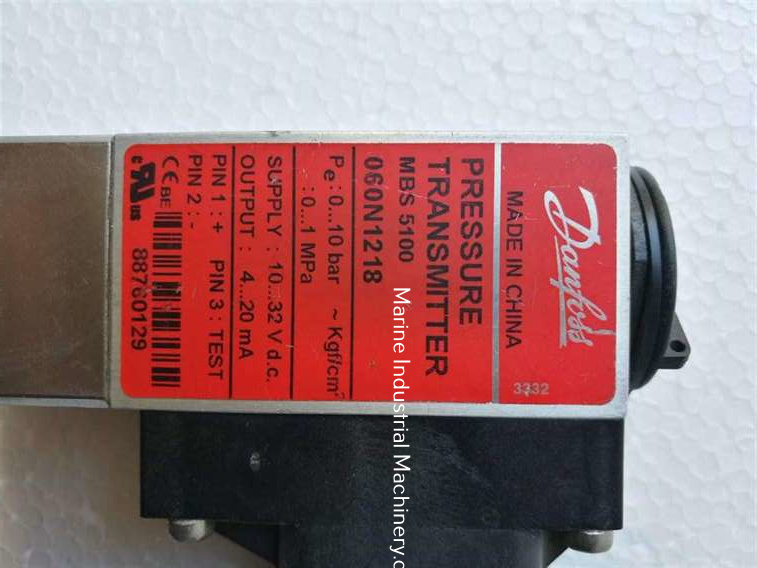 Danfoss
MADE IN CHINA
3332
PRESSURE
TRANSMITTER
MBS 5100
060N1218
Pe : 0...10 bar ~ Kgf/cm²
: 0...1 MPa
SUPPLY : 10...32 V d.c.
OUTPUT : 4...20 mA
PIN 1 : + PIN 3 : TEST
PIN 2 : -
CE BE
c UR us
88760129
Marine Industrial Machinery.c